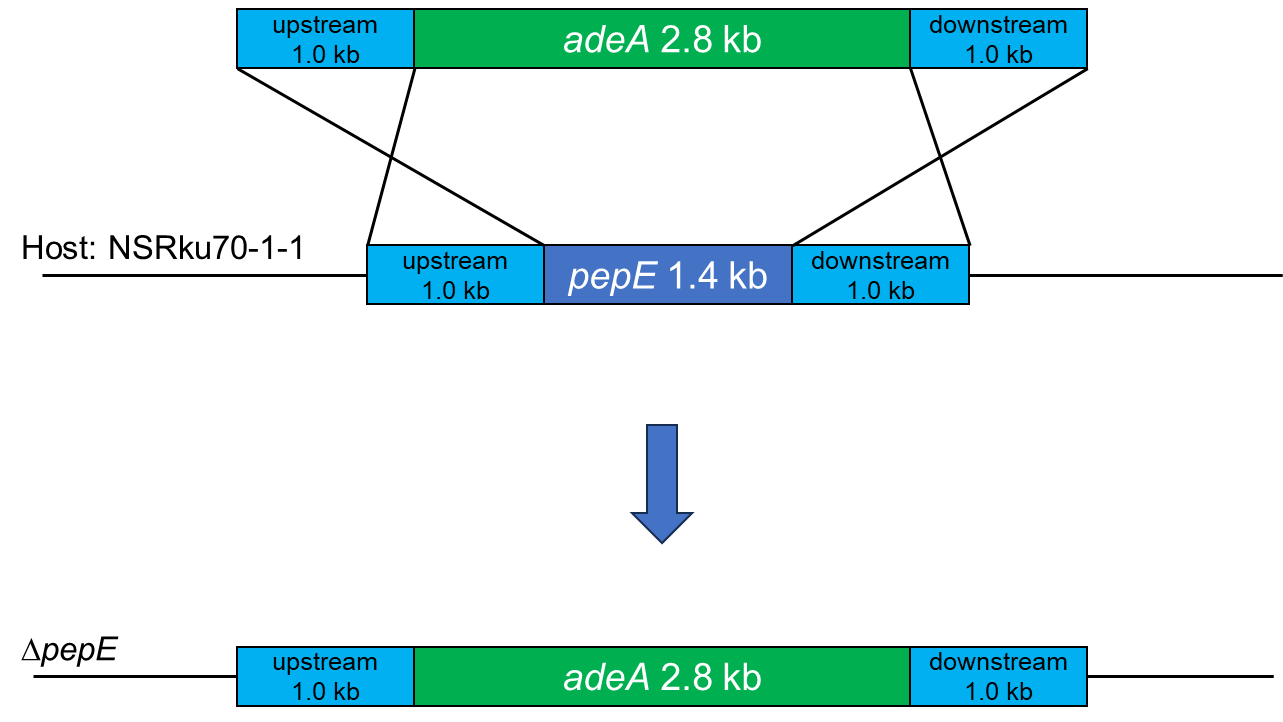 upstream
1.0 kb
adeA 2.8 kb
downstream
1.0 kb
Host: NSRku70-1-1
upstream
1.0 kb
pepE 1.4 kb
downstream
1.0 kb
ΔpepE
upstream
1.0 kb
adeA 2.8 kb
downstream
1.0 kb